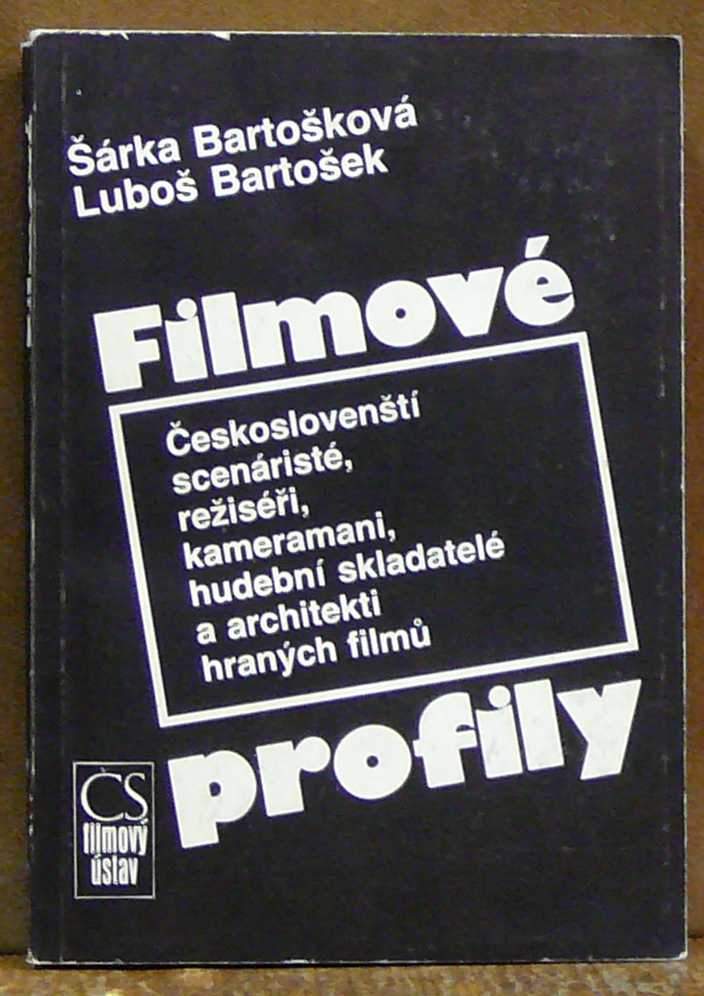 Šárka Bartošková
Luboš Bartošek
Filmové
Českoslovenští
scenáristé,
režiséři,
kameramani,
hudební skladatelé
a architekti
hraných filmů
profily
ČS
filmový
ústav